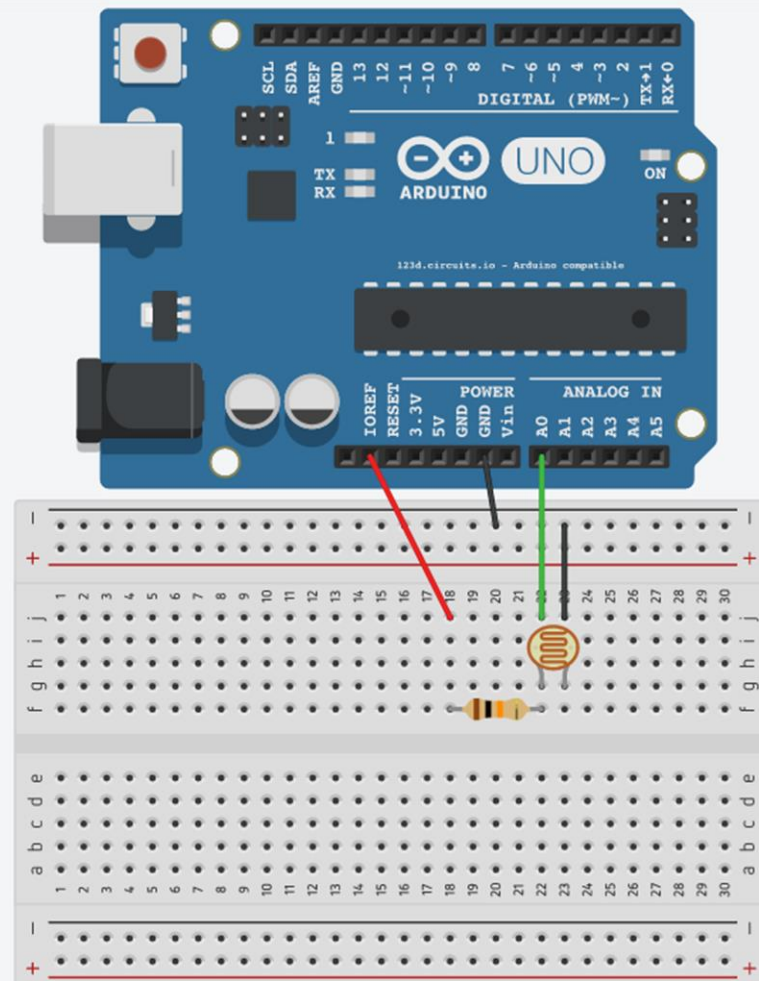 SCL SDA AREF GND 13 12 ~11 ~10 ~9 8 7 ~6 ~5 4 ~3 2 TX→1 RX←0
DIGITAL (PWM~)
1
TX
RX
ARDUINO
UNO
ON
123d.circuits.io - Arduino compatible
POWER
ANALOG IN
IOREF RESET 3.3V 5V GND GND Vin A0 A1 A2 A3 A4 A5
− −
+ +
1 2 3 4 5 6 7 8 9 10 11 12 13 14 15 16 17 18 19 20 21 22 23 24 25 26 27 28 29 30
j j
i i
h h
g g
f f
e e
d d
c c
b b
a a
1 2 3 4 5 6 7 8 9 10 11 12 13 14 15 16 17 18 19 20 21 22 23 24 25 26 27 28 29 30
− −
+ +